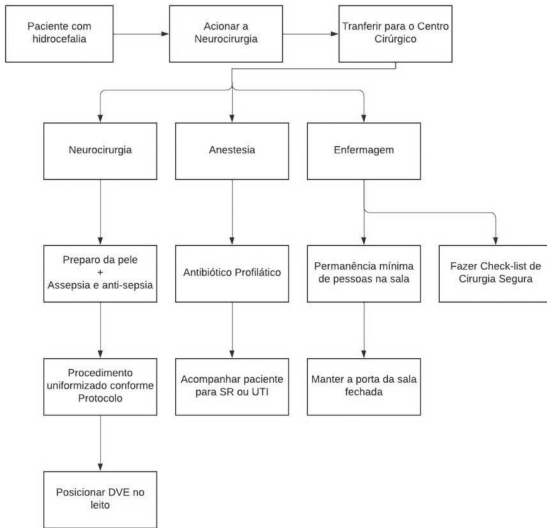 Paciente com
hidrocefalia
Acionar a
Neurocirurgia
Tranferir para o Centro
Cirúrgico
Neurocirurgia
Anestesia
Enfermagem
Preparo da pele
+
Assepsia e anti-sepsia
Antibiótico Profilático
Permanência mínima
de pessoas na sala
Fazer Check-list de
Cirurgia Segura
Procedimento
uniformizado conforme
Protocolo
Acompanhar paciente
para SR ou UTI
Manter a porta da sala
fechada
Posicionar DVE no
leito